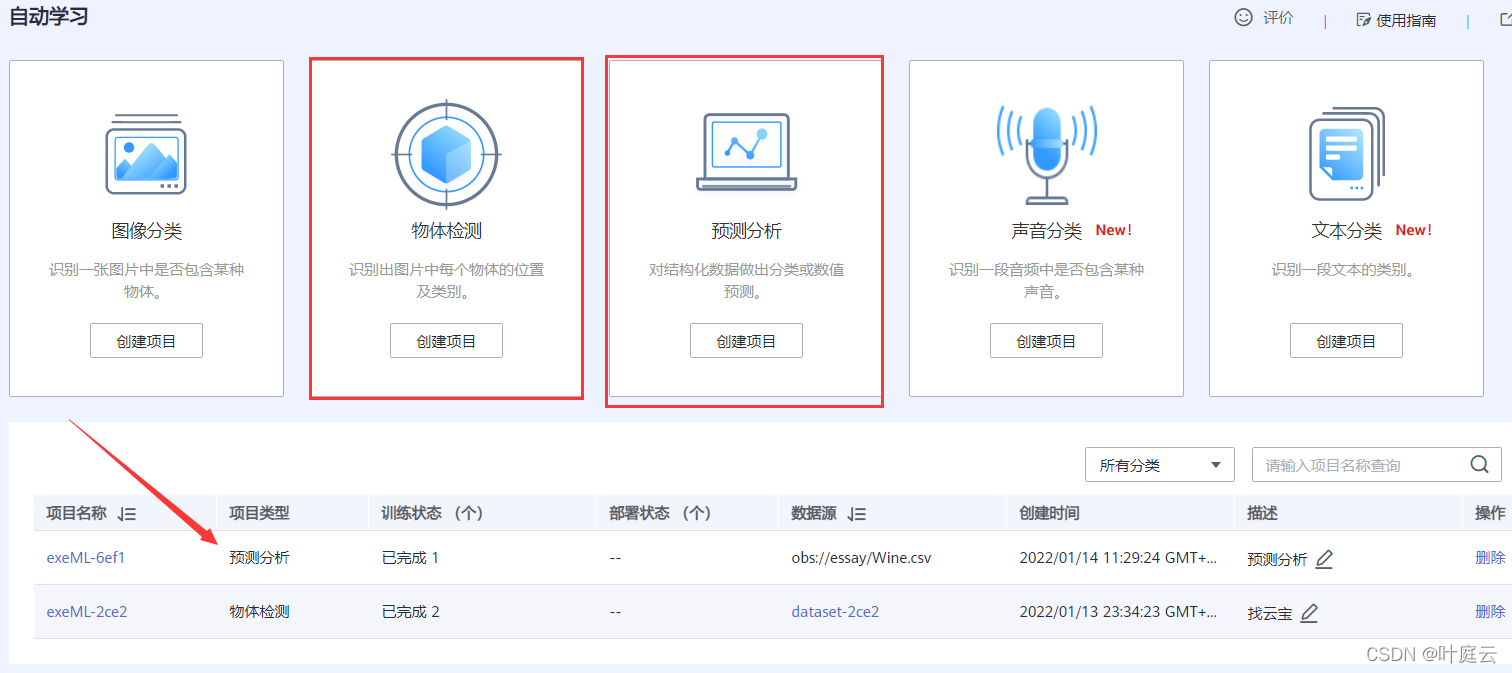 自动学习
评价
使用指南
图像分类
识别一张图片中是否包含某种
物体。
创建项目
物体检测
识别出图片中每个物体的位置
及类别。
创建项目
预测分析
对结构化数据做出分类或数值
预测。
创建项目
声音分类 New!
识别一段音频中是否包含某种
声音。
创建项目
文本分类 New!
识别一段文本的类别。
创建项目
所有分类 请输入项目名称查询
项目名称 项目类型 训练状态 （个） 部署状态 （个） 数据源 创建时间 描述 操作
exeML-6ef1 预测分析 已完成 1 -- obs://essay/Wine.csv 2022/01/14 11:29:24 GMT+... 预测分析 删除
exeML-2ce2 物体检测 已完成 2 -- dataset-2ce2 2022/01/13 23:34:23 GMT+... 找云宝 删除
CSDN @叶庭云